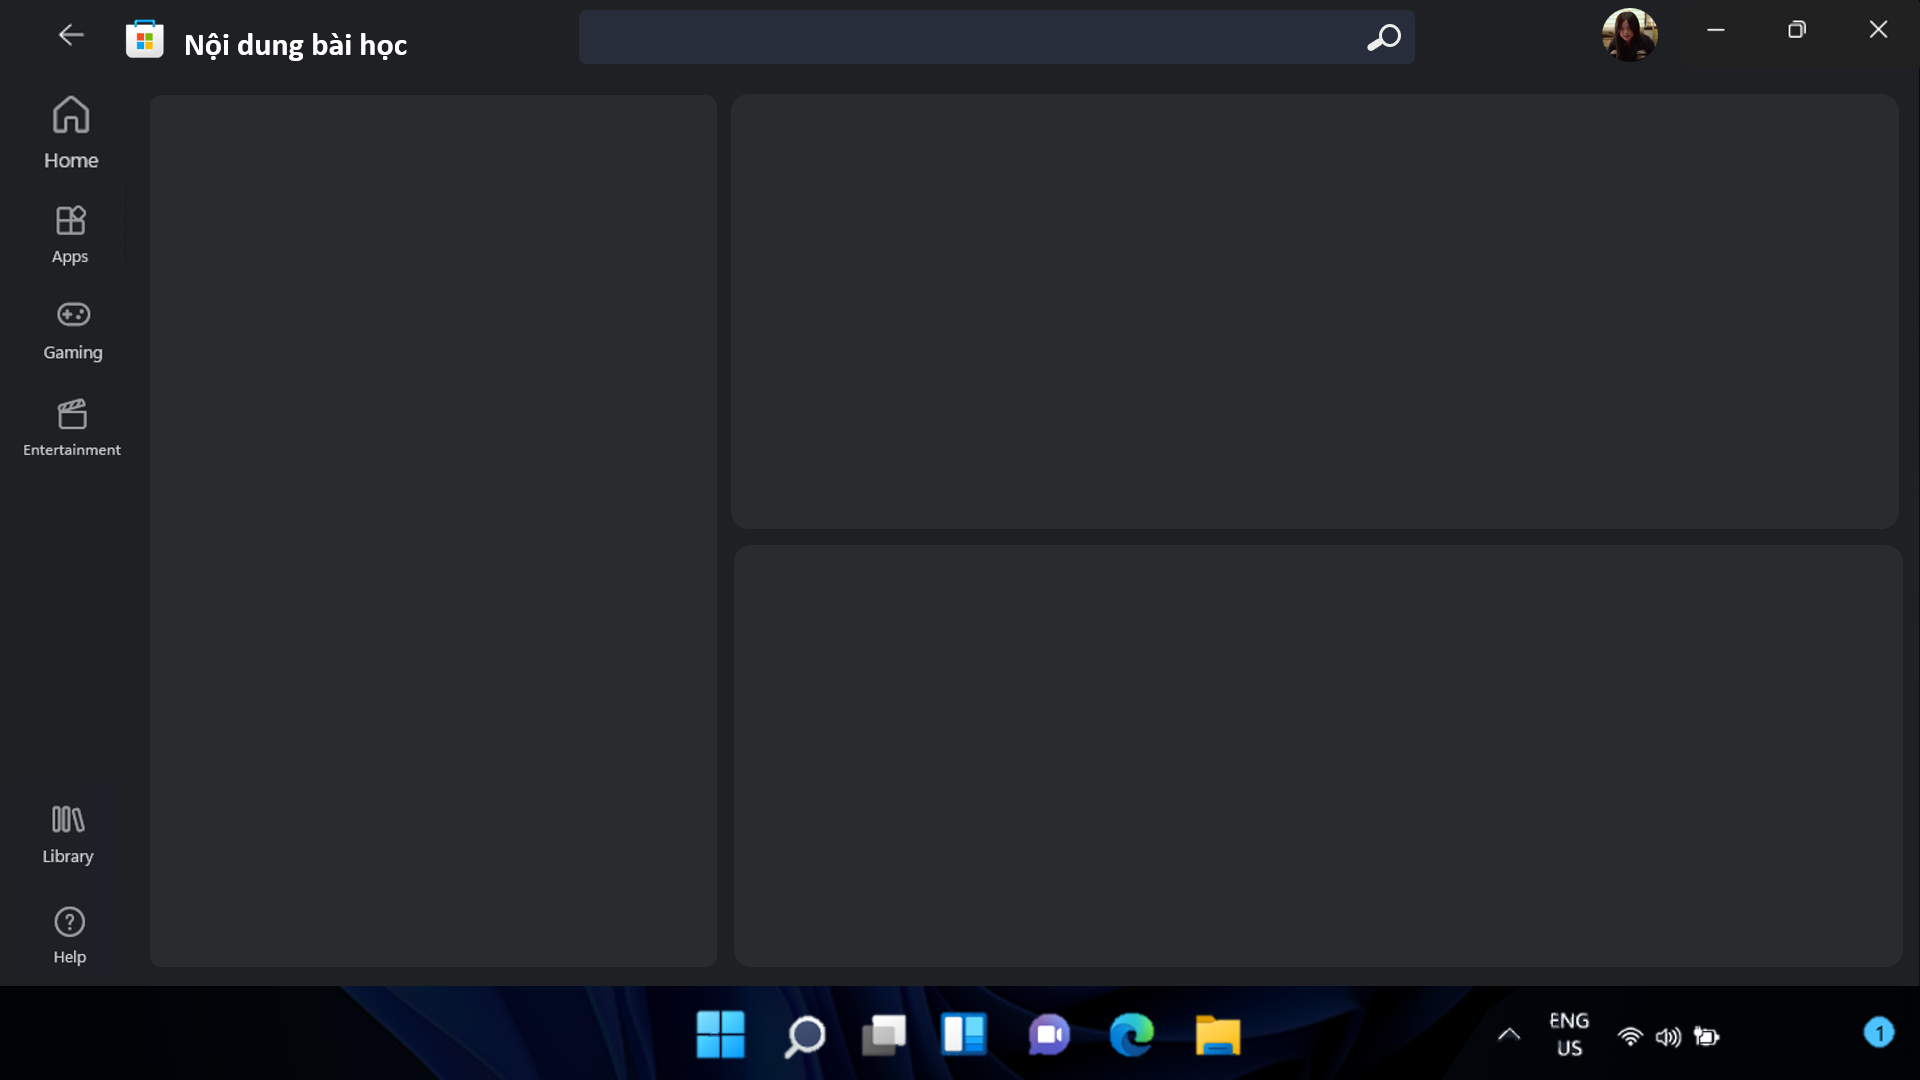 Nội dung bài học
Home
Apps
Gaming
Entertainment
Library
Help
ENG
US
1